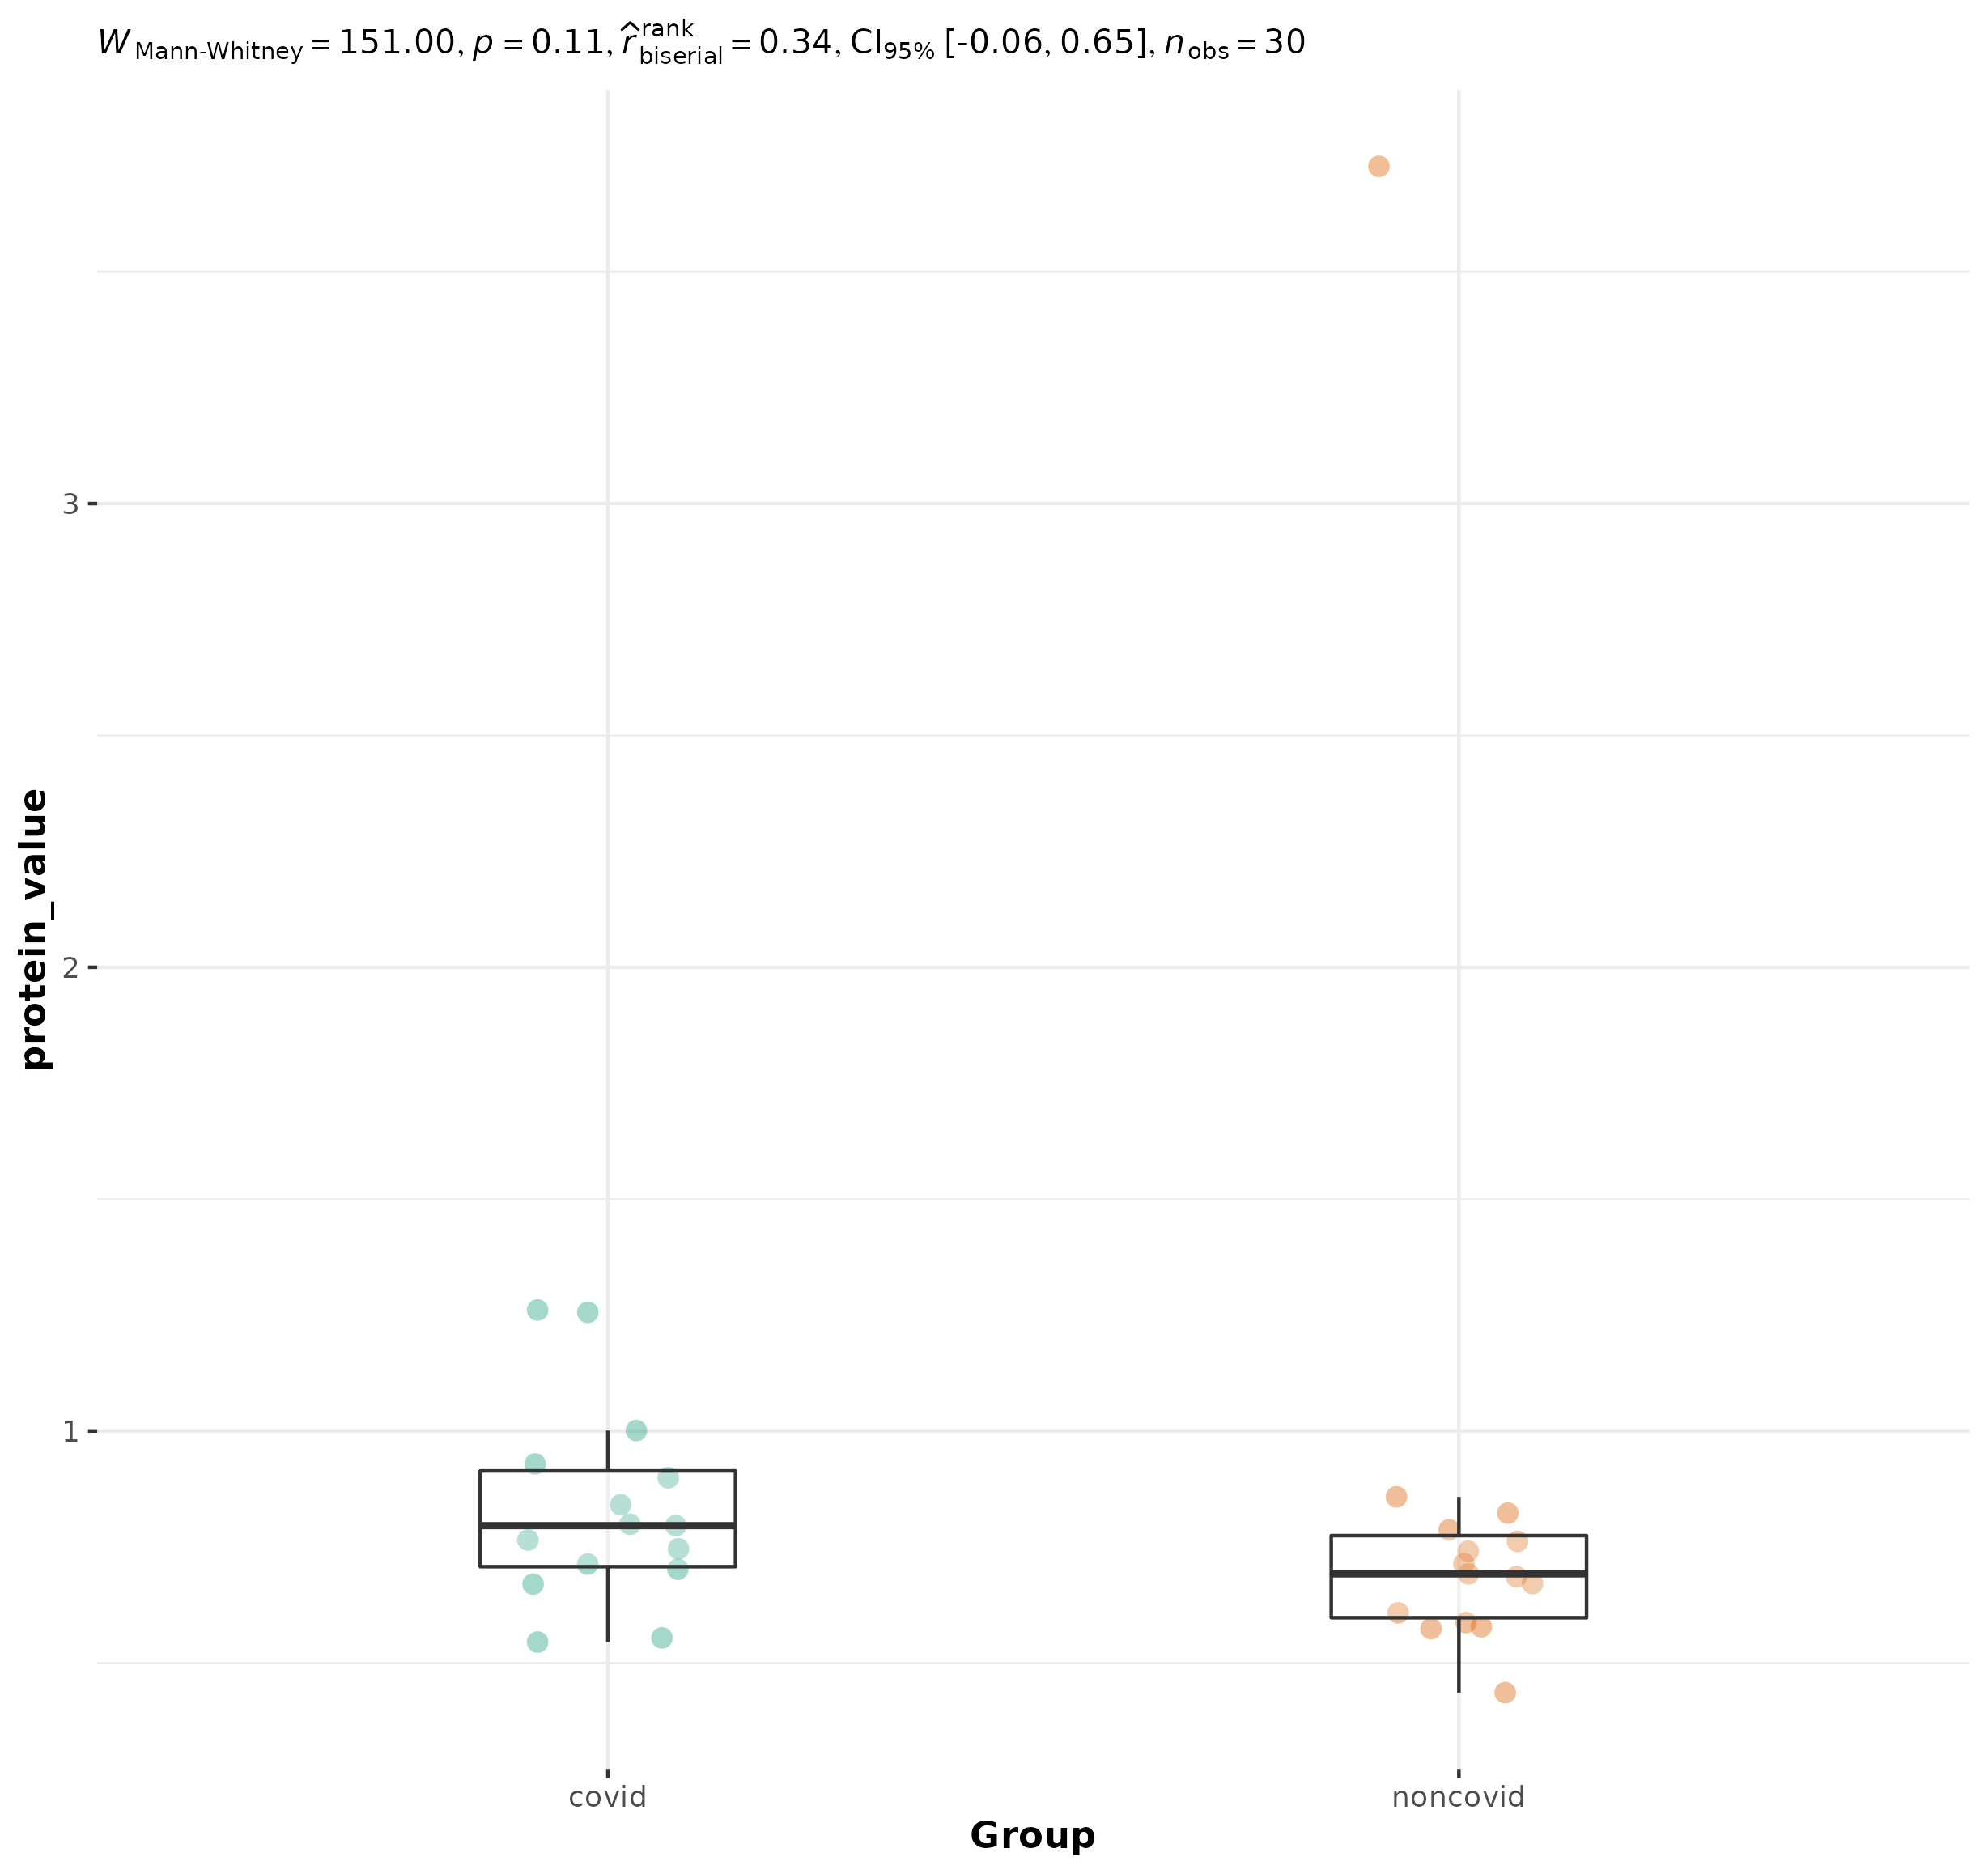 W Mann-Whitney = 151.00, p = 0.11, r̂ rank biserial = 0.34, CI95% [-0.06, 0.65], nobs = 30
3
2
1
protein_value
covid
noncovid
Group